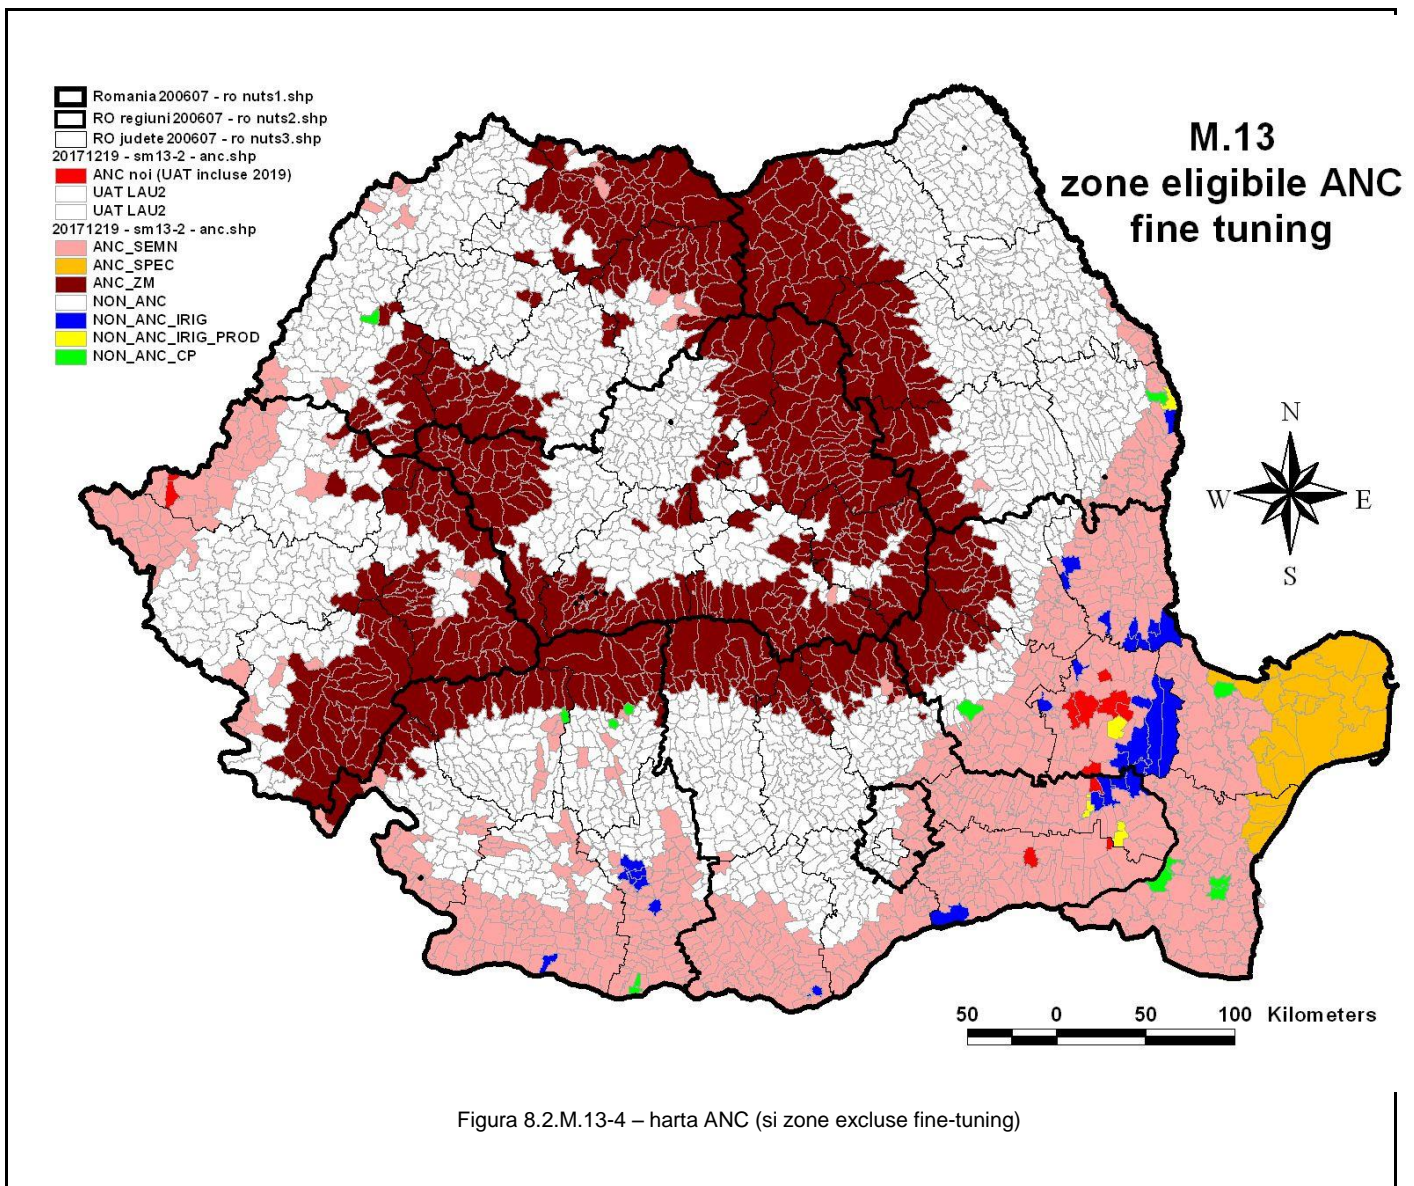 Romania200607 - ro nuts1.shp
RO regiuni200607 - ro nuts2.shp
RO judete200607 - ro nuts3.shp
20171219 - sm13-2 - anc.shp
ANC noi (UAT incluse 2019)
UAT LAU2
UAT LAU2
20171219 - sm13-2 - anc.shp
ANC_SEMN
ANC_SPEC
ANC_ZM
NON_ANC
NON_ANC_IRIG
NON_ANC_IRIG_PROD
NON_ANC_CP
M.13
zone eligibile ANC
fine tuning
N
W E
S
50 0 50 100 Kilometers
Figura 8.2.M.13-4 – harta ANC (si zone excluse fine-tuning)